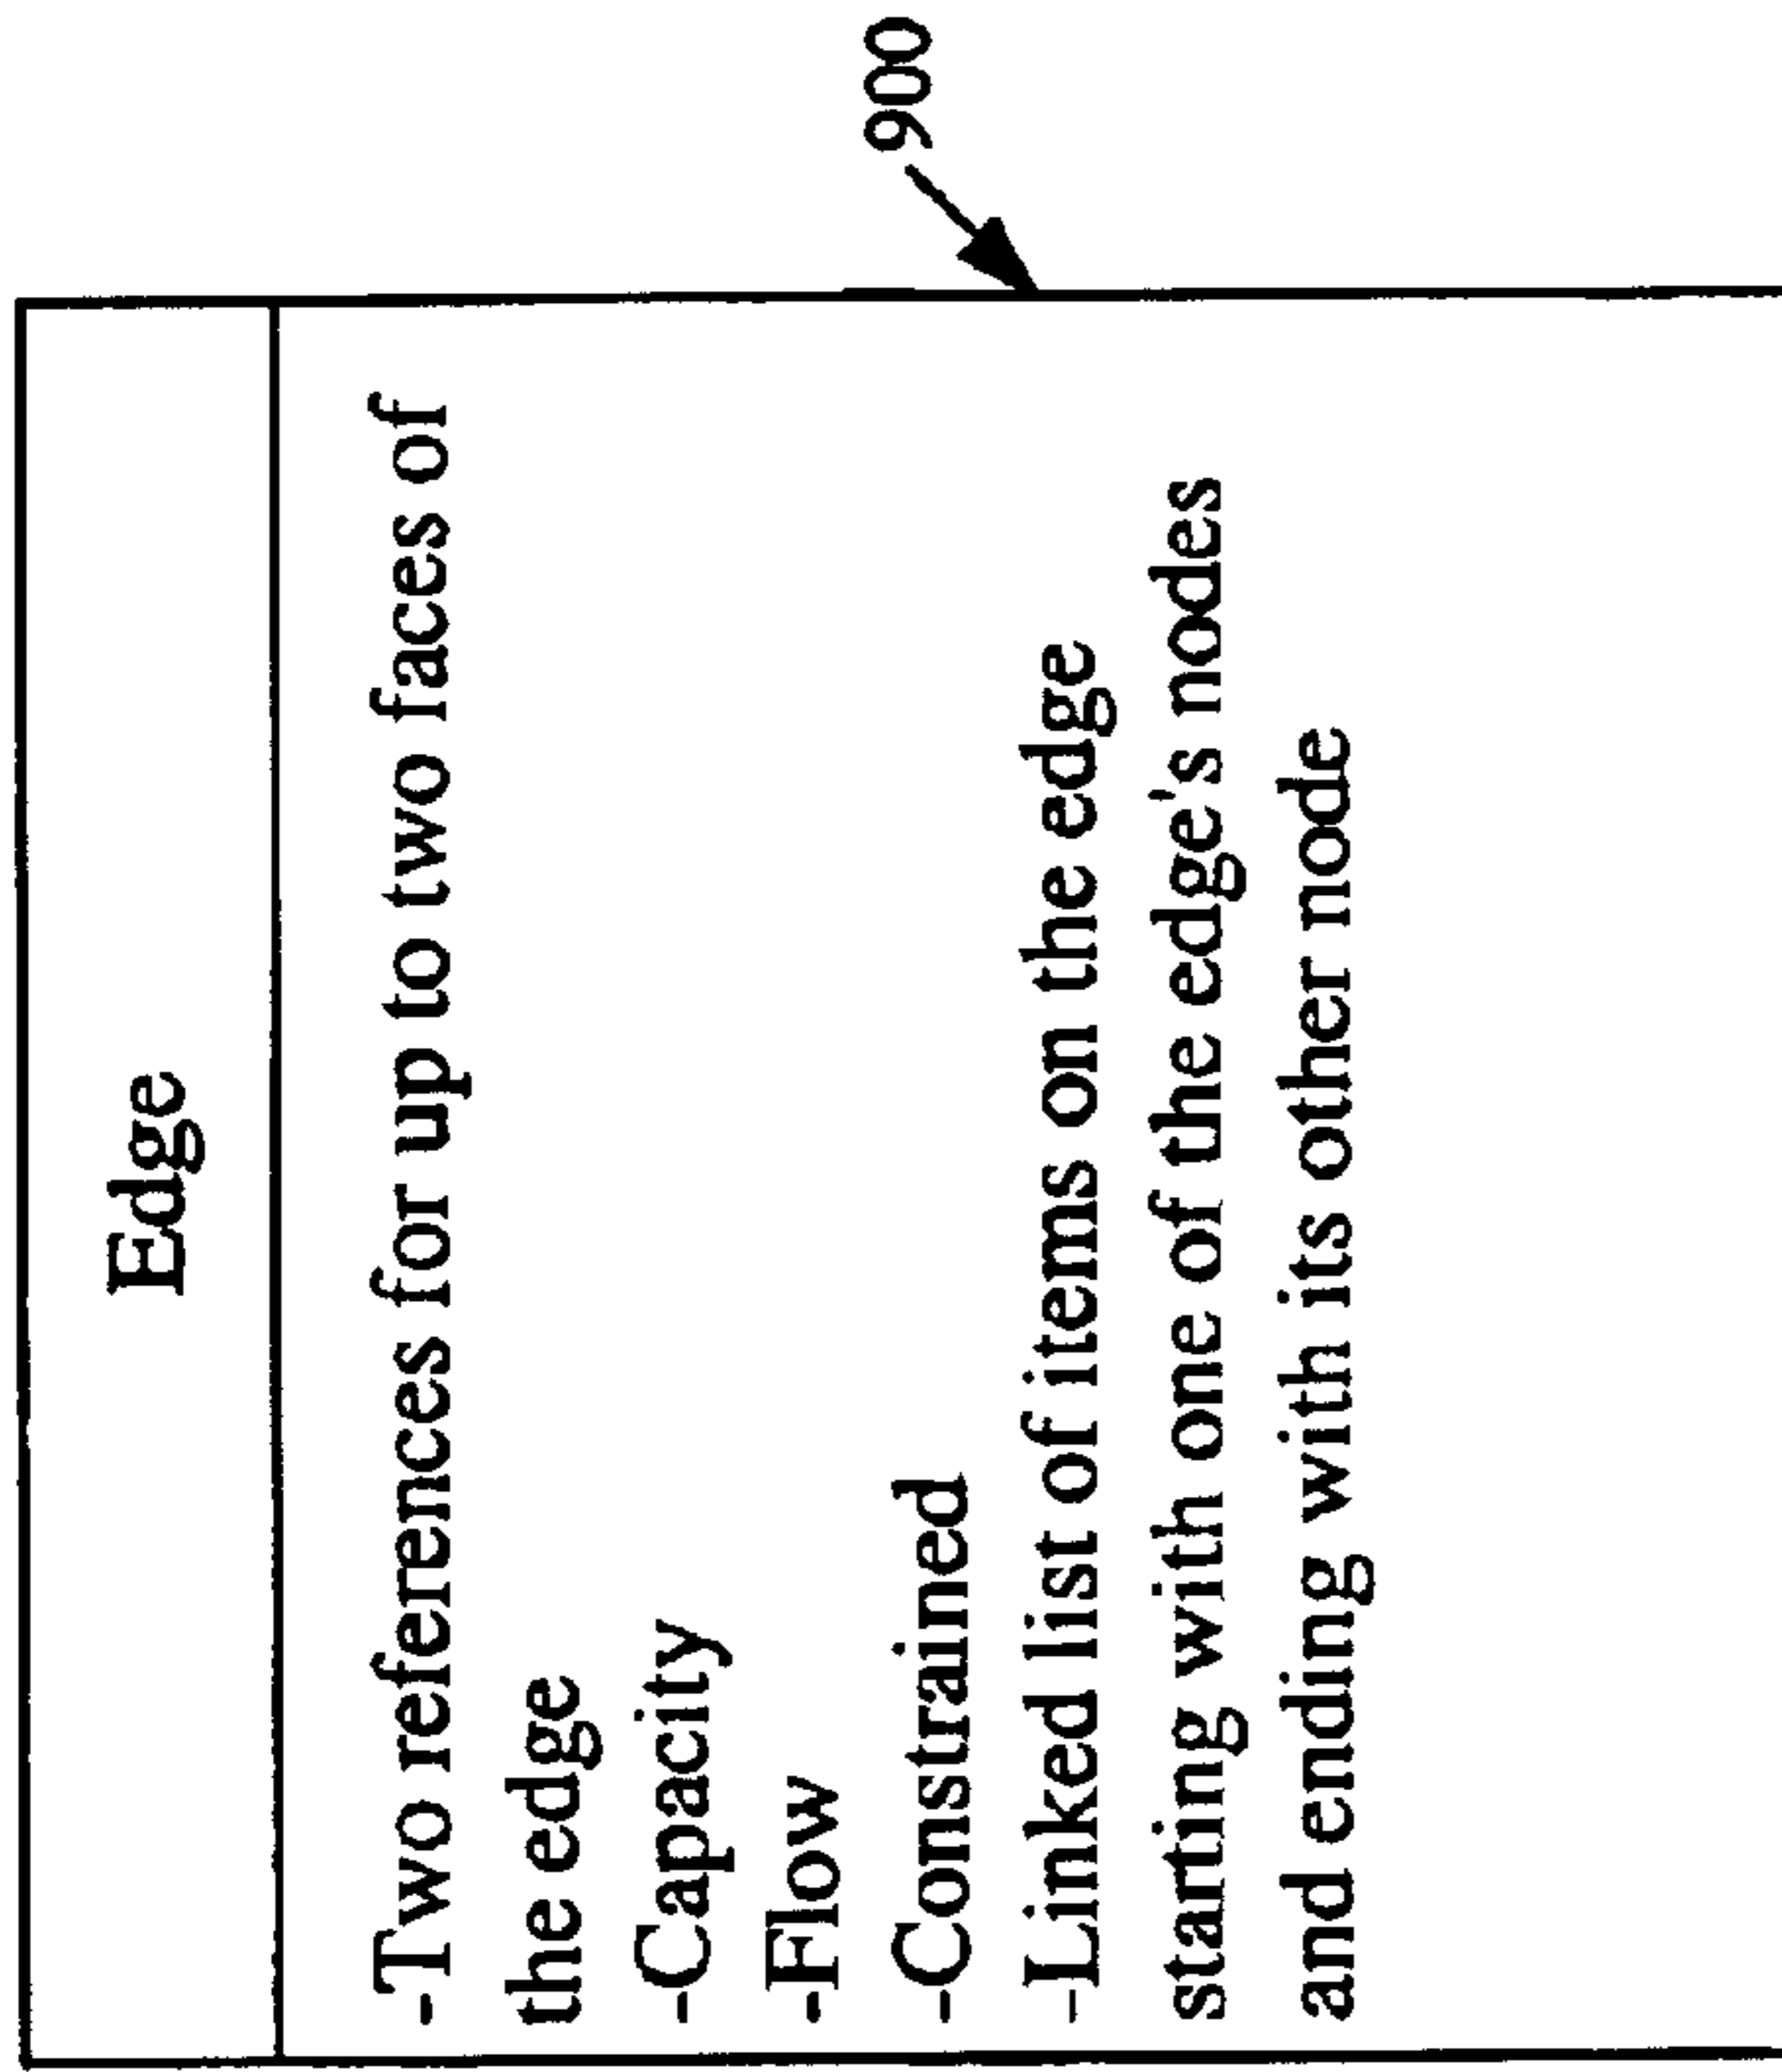 Edge
-Two references for up to two faces of
the edge
-Capacity
-Flow
-Constrained
-Linked list of items on the edge
starting with one of the edge's nodes
and ending with its other node
900